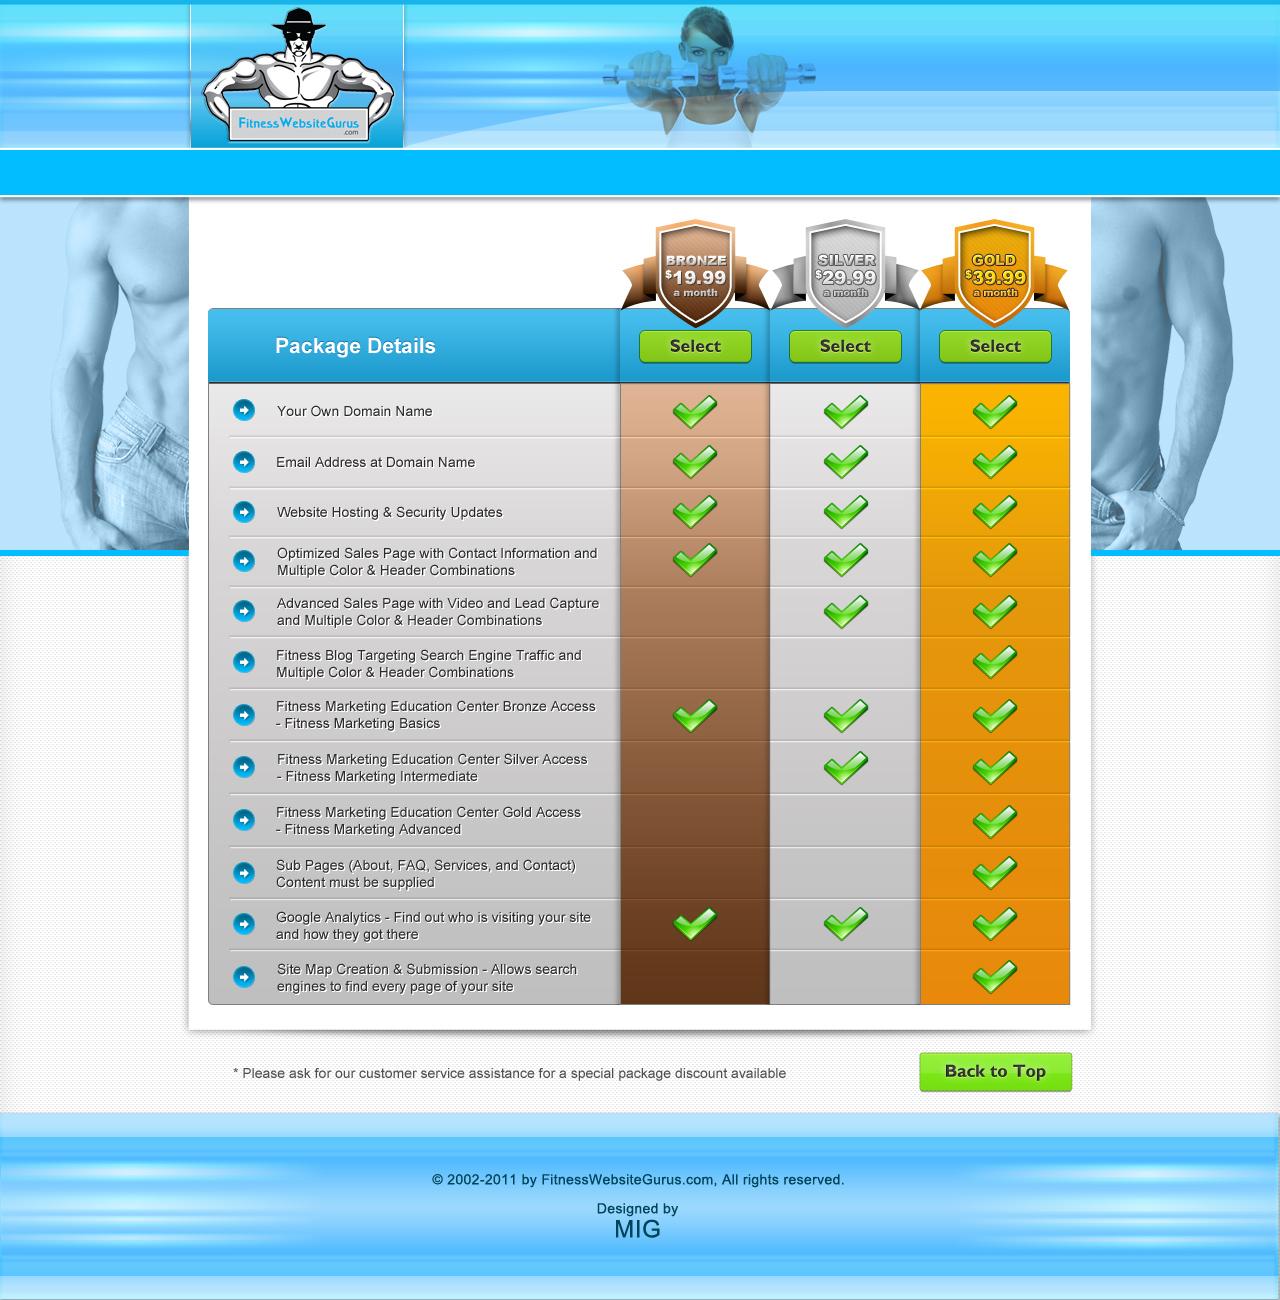 FitnessWebsiteGurus
.com
BRONZE
$19.99
a month
SILVER
$29.99
a month
GOLD
$39.99
a month
Package Details
Select
Select
Select
Your Own Domain Name
Email Address at Domain Name
Website Hosting & Security Updates
Optimized Sales Page with Contact Information and
Multiple Color & Header Combinations
Advanced Sales Page with Video and Lead Capture
and Multiple Color & Header Combinations
Fitness Blog Targeting Search Engine Traffic and
Multiple Color & Header Combinations
Fitness Marketing Education Center Bronze Access
- Fitness Marketing Basics
Fitness Marketing Education Center Silver Access
- Fitness Marketing Intermediate
Fitness Marketing Education Center Gold Access
- Fitness Marketing Advanced
Sub Pages (About, FAQ, Services, and Contact)
Content must be supplied
Google Analytics - Find out who is visiting your site
and how they got there
Site Map Creation & Submission - Allows search
engines to find every page of your site
* Please ask for our customer service assistance for a special package discount available
Back to Top
© 2002-2011 by FitnessWebsiteGurus.com, All rights reserved.
Designed by
MIG